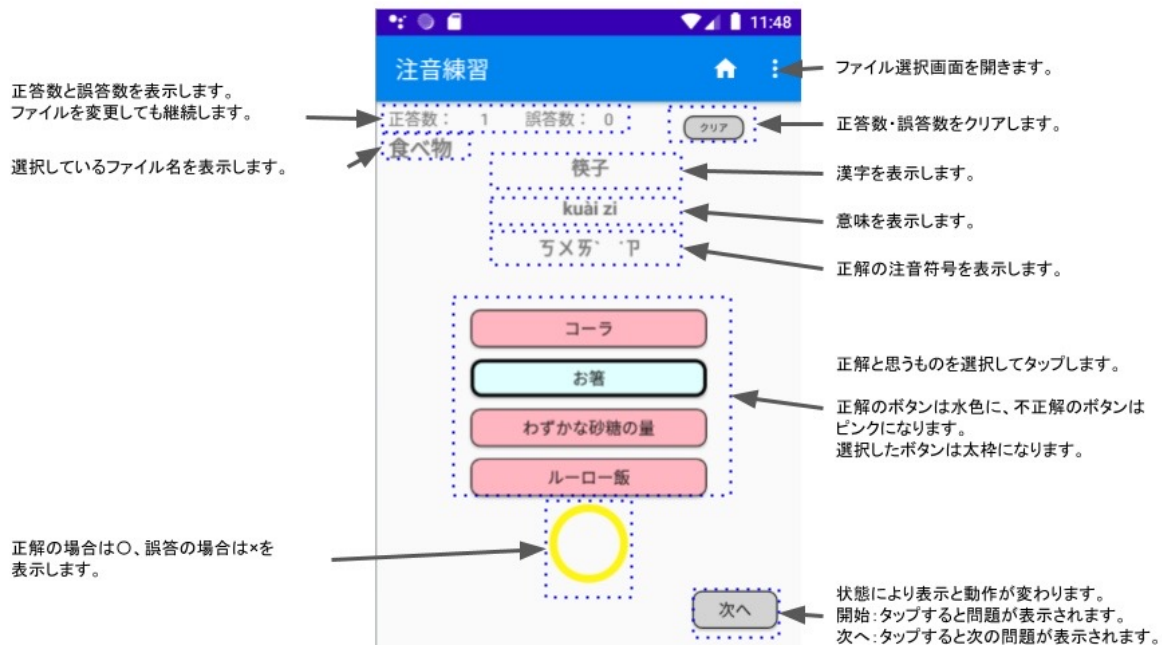 11:48
注音練習
ファイル選択画面を開きます。
正答数と誤答数を表示します。
ファイルを変更しても継続します。
正答数： 1 誤答数： 0
クリア
正答数・誤答数をクリアします。
選択しているファイル名を表示します。
食べ物
筷子
漢字を表示します。
kuài zi
意味を表示します。
ㄎㄨㄞˋ ˙ㄗ
正解の注音符号を表示します。
コーラ
お箸
わずかな砂糖の量
ルーロー飯
正解と思うものを選択してタップします。
正解のボタンは水色に、不正解のボタンは
ピンクになります。
選択したボタンは太枠になります。
正解の場合は〇、誤答の場合は×を
表示します。
次へ
状態により表示と動作が変わります。
開始：タップすると問題が表示されます。
次へ：タップすると次の問題が表示されます。